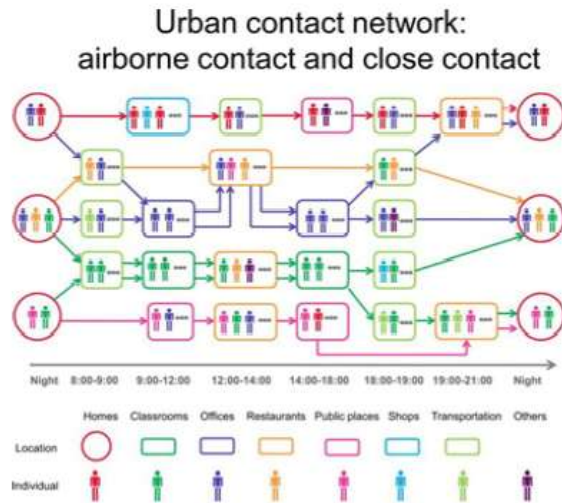 Urban contact network:
airborne contact and close contact
Night 8:00-9:00 9:00-12:00 12:00-14:00 14:00-18:00 18:00-19:00 19:00-21:00 Night
Homes Classrooms Offices Restaurants Public places Shops Transportation Others
Location
Individual